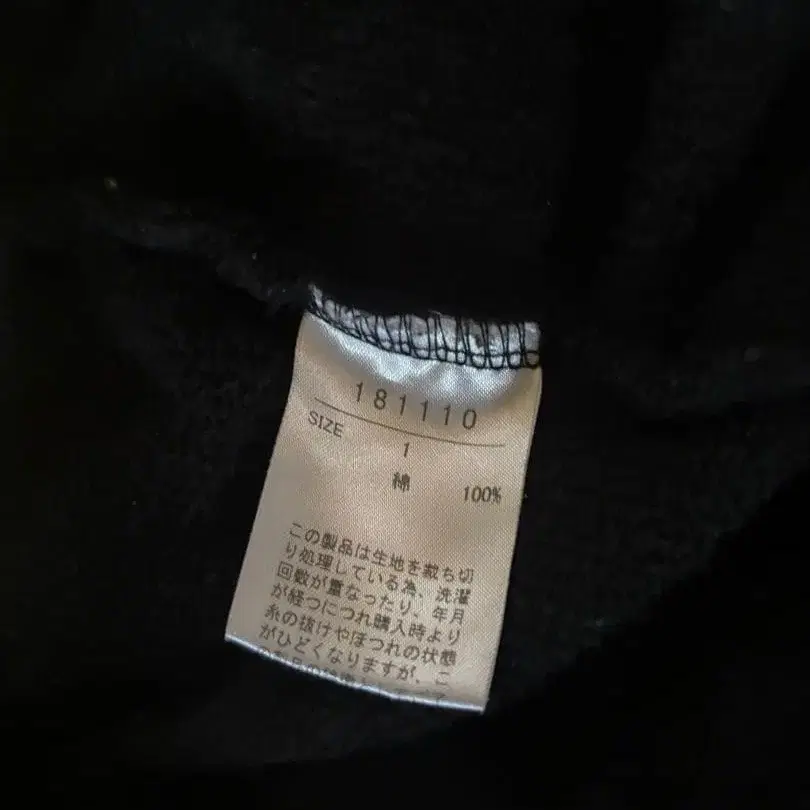 181110
SIZE
1
綿 100%
この製品は生地を裁ち切
り処理している為、洗濯
回数が重なったり、年月
が経つにつれ購入時より
糸の抜けやほつれの状態
がひどくなりますが、こ